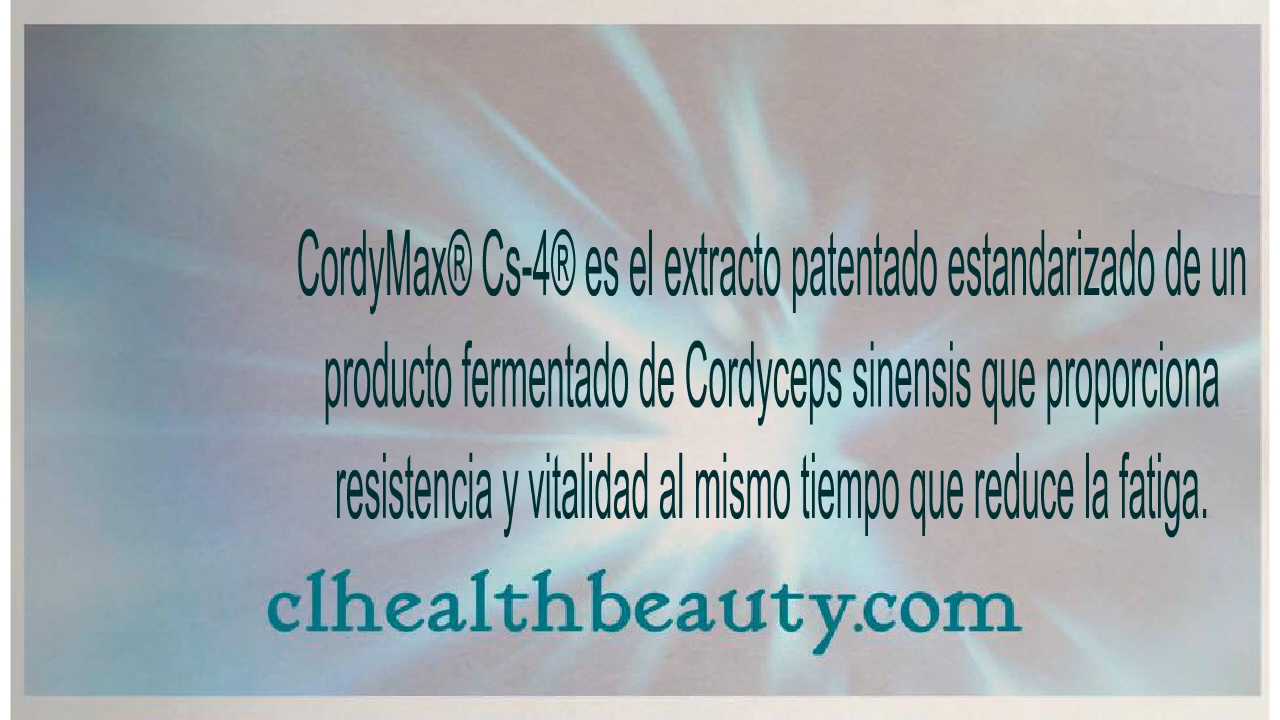 CordyMax® Cs-4® es el extracto patentado estandarizado de un
producto fermentado de Cordyceps sinensis que proporciona
resistencia y vitalidad al mismo tiempo que reduce la fatiga.
clhealthbeauty.com